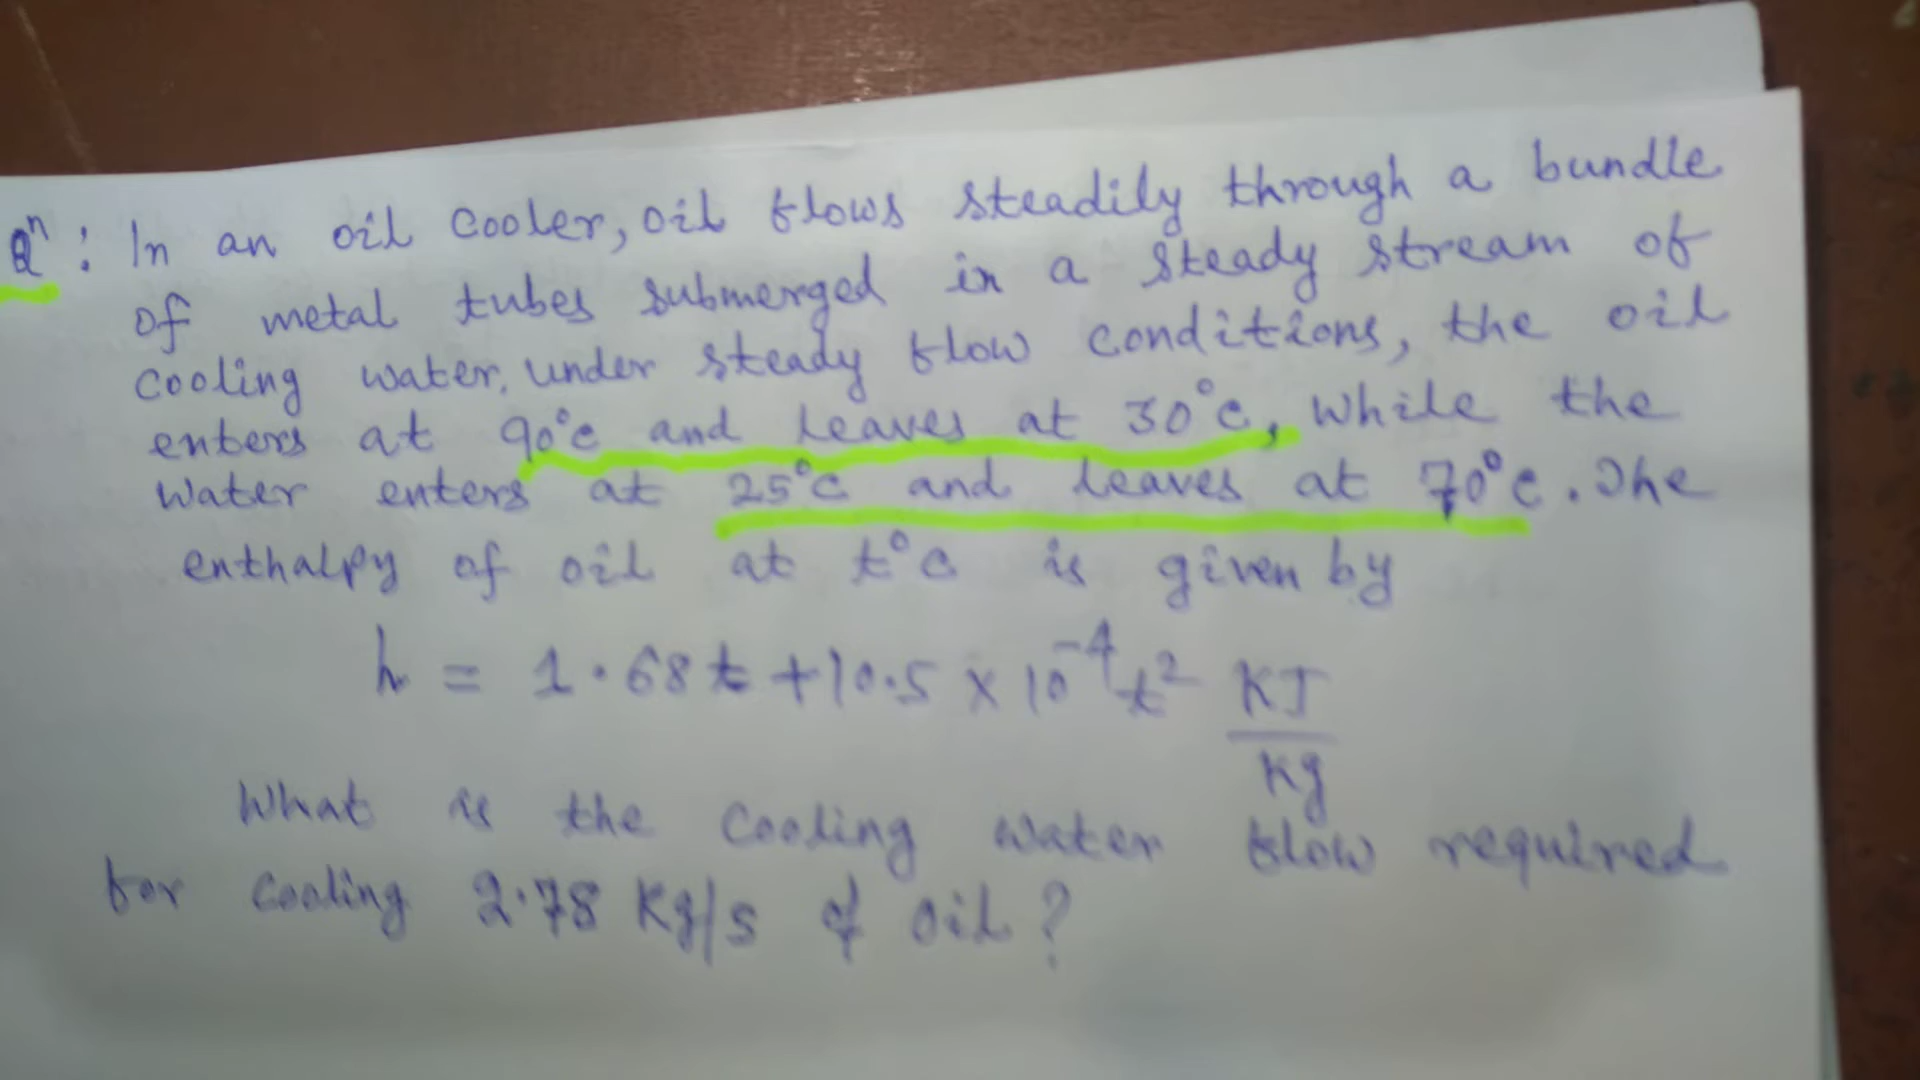 Qⁿ: In an oil cooler, oil flows steadily through a bundle
of metal tubes submerged in a steady stream of
cooling water. under steady flow conditions, the oil
enters at 90°c and leaves at 30°c, while the
water enters at 25°C and leaves at 70°c. The
enthalpy of oil at t°C is given by
h = 1.68t + 10.5 x 10⁻⁴ t² KJ/Kg
What is the cooling water flow required
for cooling 2.78 Kg/s of oil?